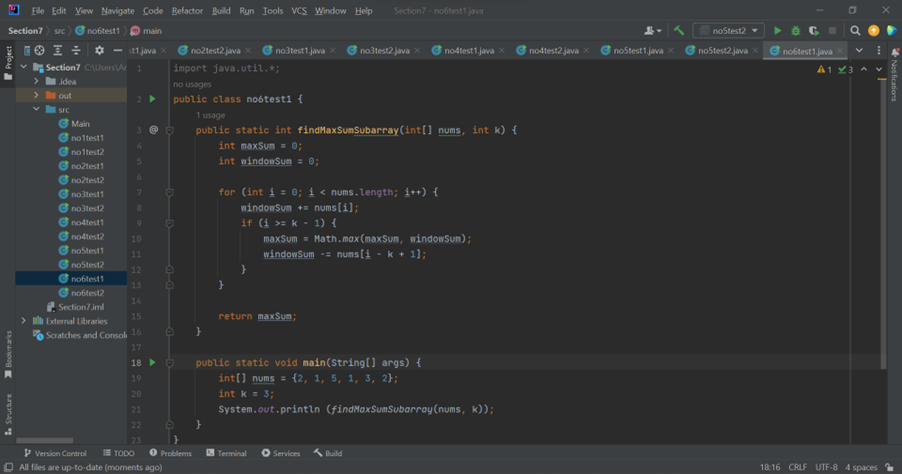 File Edit View Navigate Code Refactor Build Run Tools VCS Window Help Section7 - no6test1.java
Section7 > src > no6test1 > main no5test2
st1.java no2test2.java no3test1.java no3test2.java no4test1.java no4test2.java no5test1.java no5test2.java no6test1.java
Project
Section7 C:\Users\Ar
.idea
out
src
Main
no1test1
no1test2
no2test1
no2test2
no3test1
no3test2
no4test1
no4test2
no5test1
no5test2
no6test1
no6test2
Section7.iml
External Libraries
Scratches and Consol
Bookmarks
Structure
Notifications
1 3
1 import java.util.*;
no usages
2 public class no6test1 {
1 usage
3 @ public static int findMaxSumSubarray(int[] nums, int k) {
4 int maxSum = 0;
5 int windowSum = 0;
6
7 for (int i = 0; i < nums.length; i++) {
8 windowSum += nums[i];
9 if (i >= k - 1) {
10 maxSum = Math.max(maxSum, windowSum);
11 windowSum -= nums[i - k + 1];
12 }
13 }
14
15 return maxSum;
16 }
17
18 public static void main(String[] args) {
19 int[] nums = {2, 1, 5, 1, 3, 2};
20 int k = 3;
21 System.out.println (findMaxSumSubarray(nums, k));
22 }
23 }
Version Control TODO Problems Terminal Services Build
All files are up-to-date (moments ago) 18:16 CRLF UTF-8 4 spaces